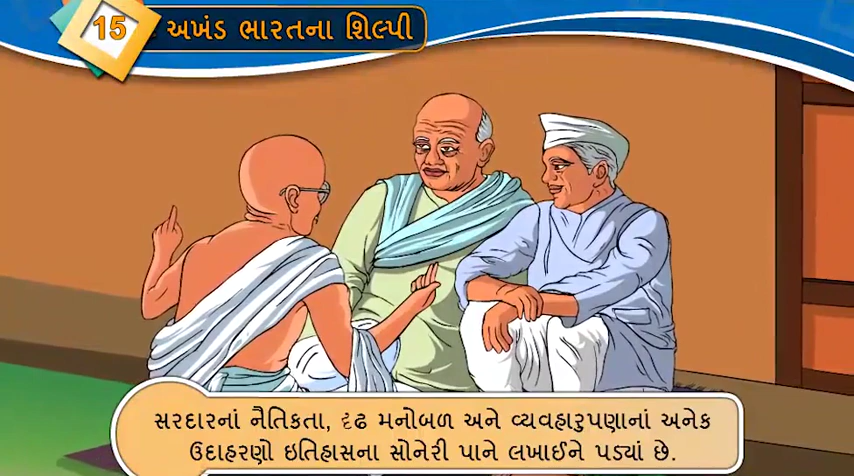 15 અખંડ ભારતના શિલ્પી
સરદારનાં નૈતિકતા, દૃઢ મનોબળ અને વ્યવહારુપણાનાં અનેક
ઉદાહરણો ઇતિહાસના સોનેરી પાને લખાઈને પડ્યાં છે.